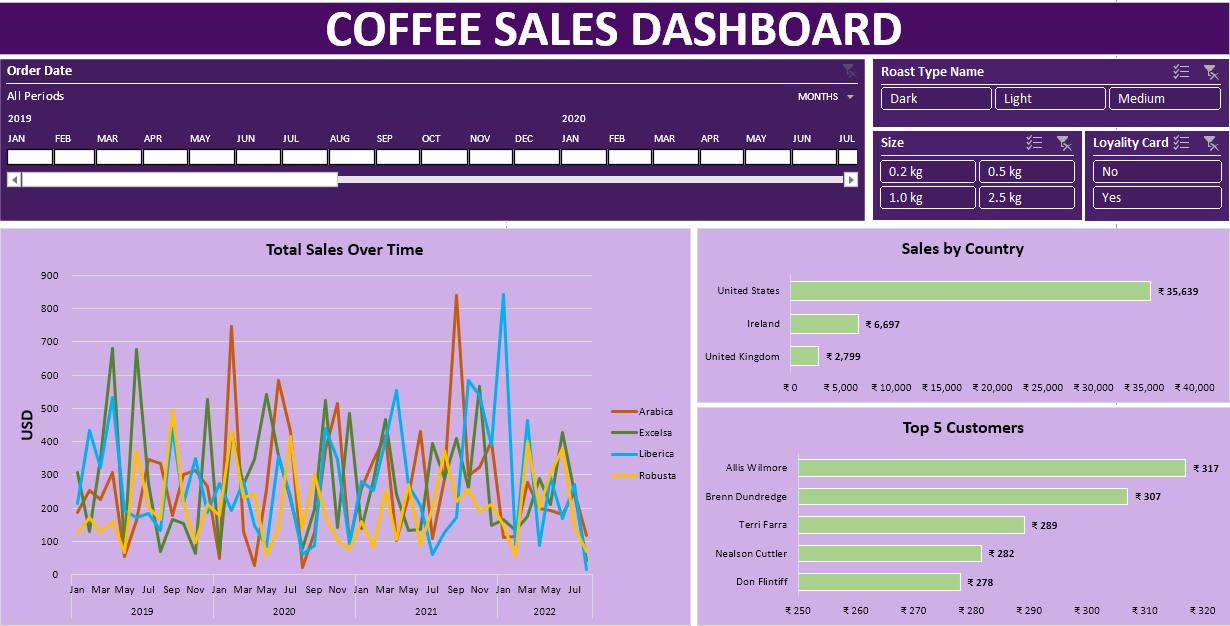 COFFEE SALES DASHBOARD
Order Date
All Periods MONTHS
2019 2020
JAN FEB MAR APR MAY JUN JUL AUG SEP OCT NOV DEC JAN FEB MAR APR MAY JUN JUL
Roast Type Name
Dark Light Medium
Size
0.2 kg 0.5 kg
1.0 kg 2.5 kg
Loyality Card
No
Yes
Total Sales Over Time
USD
900
800
700
600
500
400
300
200
100
0
Jan Mar May Jul Sep Nov Jan Mar May Jul Sep Nov Jan Mar May Jul Sep Nov Jan Mar May Jul
2019 2020 2021 2022
Arabica
Excelsa
Liberica
Robusta
Sales by Country
United States ₹ 35,639
Ireland ₹ 6,697
United Kingdom ₹ 2,799
₹ 0 ₹ 5,000 ₹ 10,000 ₹ 15,000 ₹ 20,000 ₹ 25,000 ₹ 30,000 ₹ 35,000 ₹ 40,000
Top 5 Customers
Allis Wilmore ₹ 317
Brenn Dundredge ₹ 307
Terri Farra ₹ 289
Nealson Cuttler ₹ 282
Don Flintiff ₹ 278
₹ 250 ₹ 260 ₹ 270 ₹ 280 ₹ 290 ₹ 300 ₹ 310 ₹ 320